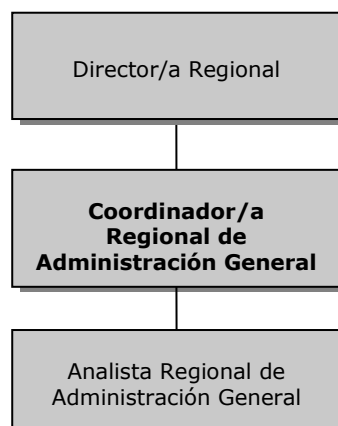 Director/a Regional
Coordinador/a
Regional de
Administración General
Analista Regional de
Administración General